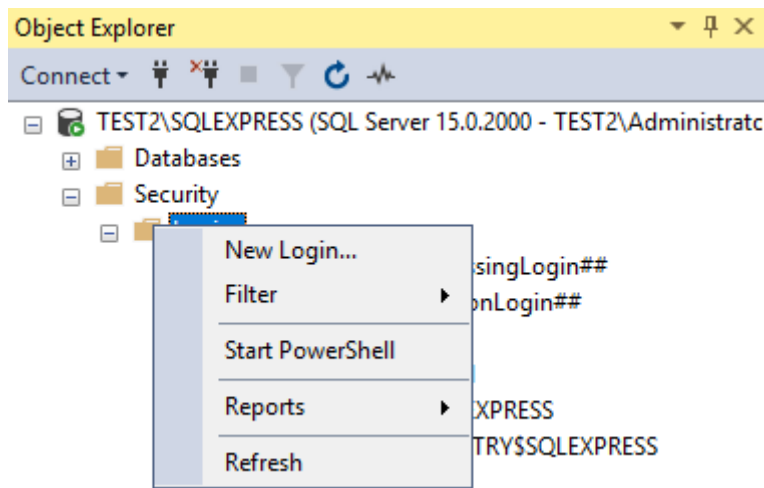 Object Explorer
Connect
TEST2\SQLEXPRESS (SQL Server 15.0.2000 - TEST2\Administratc
Databases
Security
New Login...
singLogin##
Filter
onLogin##
Start PowerShell
Reports
XPRESS
TRY$SQLEXPRESS
Refresh